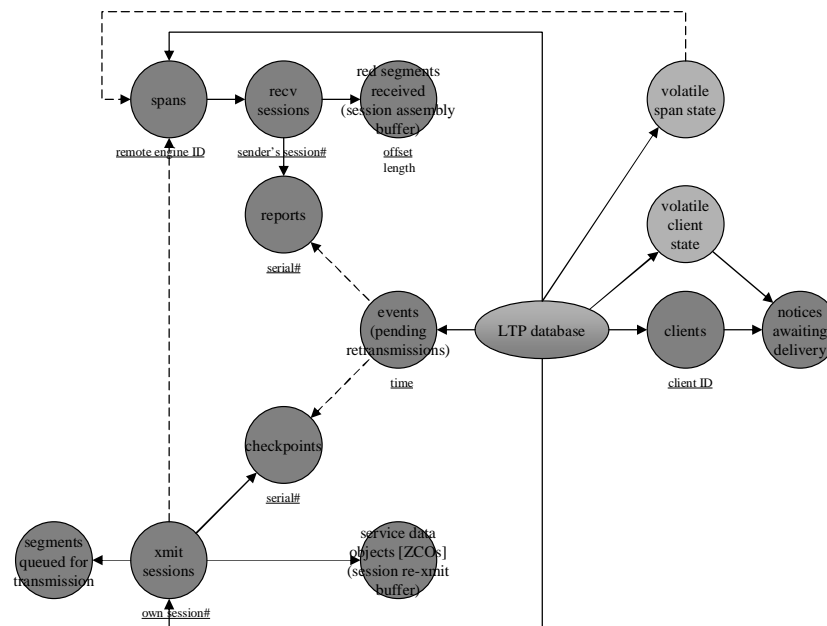 spans
remote engine ID
recv
sessions
sender's session#
red segments
received
(session assembly
buffer)
offset
length
volatile
span state
reports
serial#
volatile
client
state
events
(pending
retransmissions)
time
LTP database
clients
client ID
notices
awaiting
delivery
checkpoints
serial#
segments
queued for
transmission
xmit
sessions
own session#
service data
objects [ZCOs]
(session re-xmit
buffer)